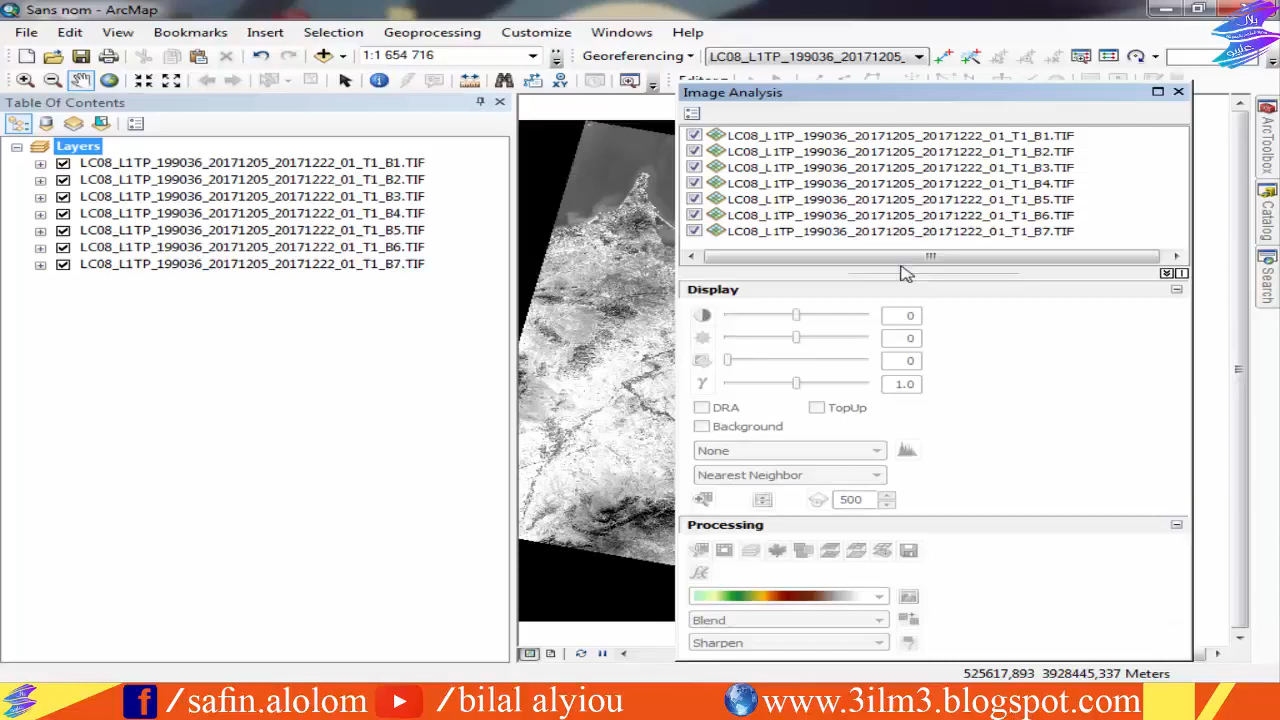 Sans nom - ArcMap
File Edit View Bookmarks Insert Selection Geoprocessing Customize Windows Help
1:1 654 716 Georeferencing LC08_L1TP_199036_20171205_
Table Of Contents
Layers
LC08_L1TP_199036_20171205_20171222_01_T1_B1.TIF
LC08_L1TP_199036_20171205_20171222_01_T1_B2.TIF
LC08_L1TP_199036_20171205_20171222_01_T1_B3.TIF
LC08_L1TP_199036_20171205_20171222_01_T1_B4.TIF
LC08_L1TP_199036_20171205_20171222_01_T1_B5.TIF
LC08_L1TP_199036_20171205_20171222_01_T1_B6.TIF
LC08_L1TP_199036_20171205_20171222_01_T1_B7.TIF
Image Analysis
LC08_L1TP_199036_20171205_20171222_01_T1_B1.TIF
LC08_L1TP_199036_20171205_20171222_01_T1_B2.TIF
LC08_L1TP_199036_20171205_20171222_01_T1_B3.TIF
LC08_L1TP_199036_20171205_20171222_01_T1_B4.TIF
LC08_L1TP_199036_20171205_20171222_01_T1_B5.TIF
LC08_L1TP_199036_20171205_20171222_01_T1_B6.TIF
LC08_L1TP_199036_20171205_20171222_01_T1_B7.TIF
Display
0
0
0
γ 1.0
DRA TopUp
Background
None
Nearest Neighbor
500
Processing
Blend
Sharpen
ArcToolbox
Catalog
Search
525617,893 3928445,337 Meters
f /safin.alolom /bilal alyiou www.3ilm3.blogspot.com